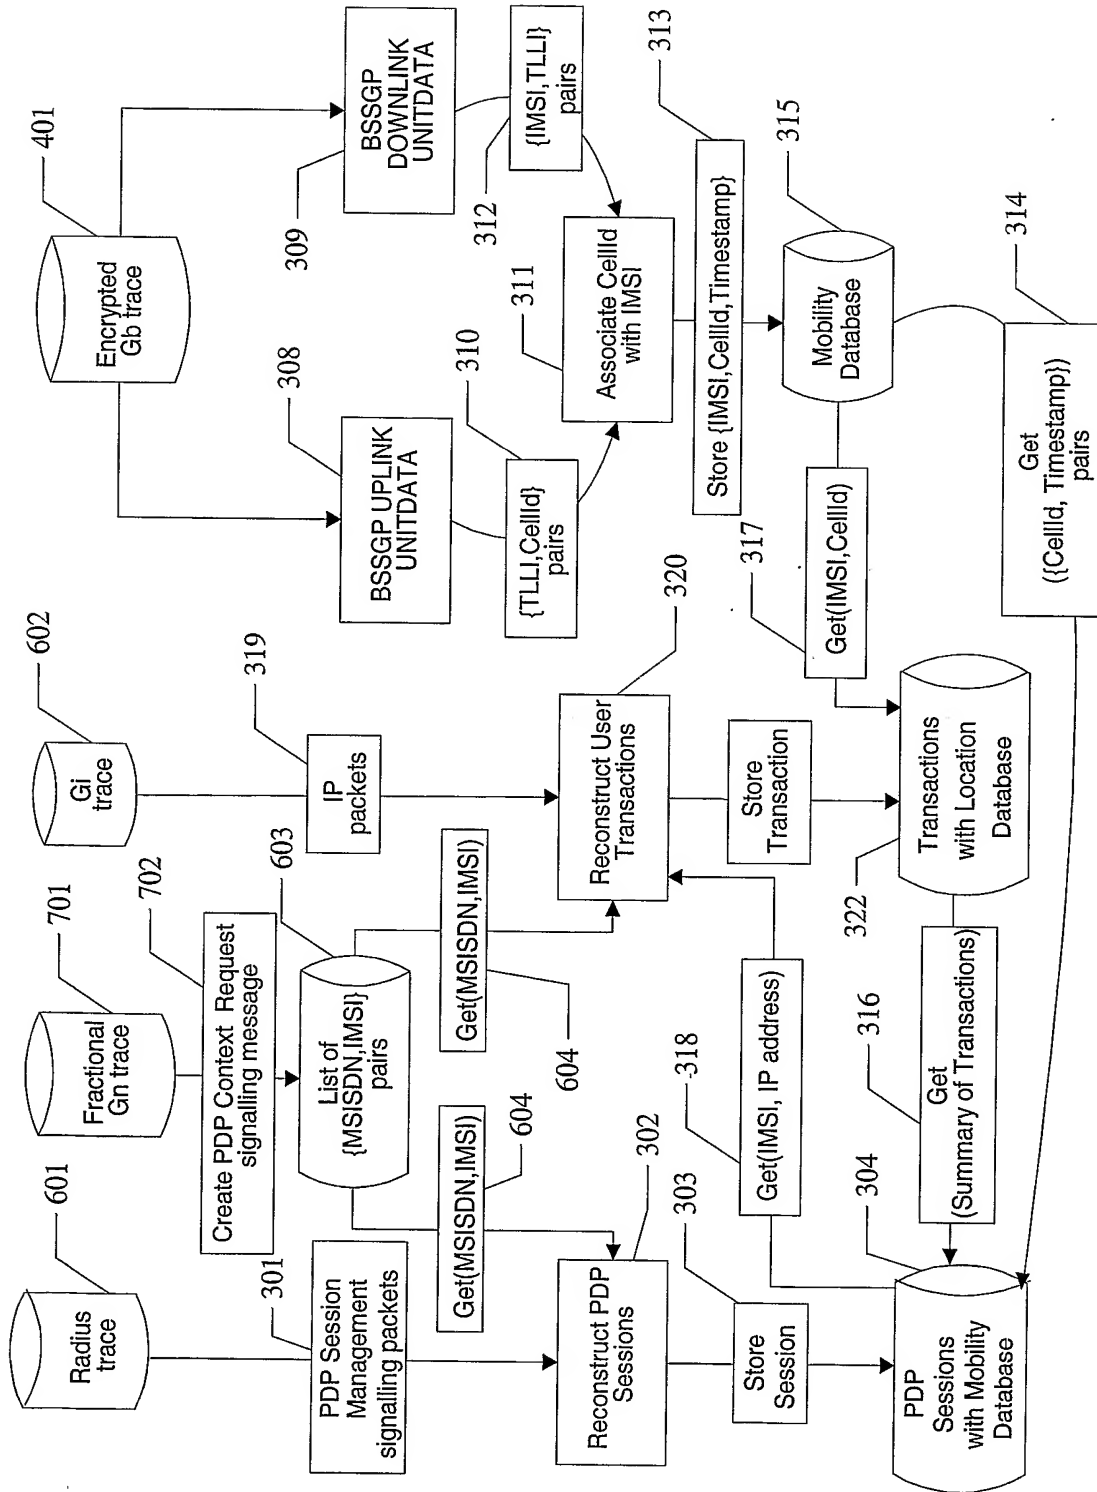 601
Radius
trace
301
PDP Session
Management
signalling packets
701
Fractional
Gn trace
702
Create PDP Context Request
signalling message
603
List of
{MSISDN,IMSI}
pairs
Get(MSISDN,IMSI)
604
Get(MSISDN,IMSI)
604
602
Gi
trace
319
IP
packets
401
Encrypted
Gb trace
308
BSSGP UPLINK
UNITDATA
309
BSSGP
DOWNLINK
UNITDATA
310
{TLLI,CellId}
pairs
312
{IMSI,TLLI}
pairs
311
Associate CellId
with IMSI
313
Store {IMSI,CellId,Timestamp}
315
Mobility
Database
314
Get
({CellId, Timestamp})
pairs
317
Get(IMSI,CellId)
302
Reconstruct PDP
Sessions
303
Store
Session
304
PDP
Sessions
with Mobility
Database
318
Get(IMSI, IP address)
320
Reconstruct User
Transactions
Store
Transaction
322
Transactions
with Location
Database
316
Get
(Summary of Transactions)